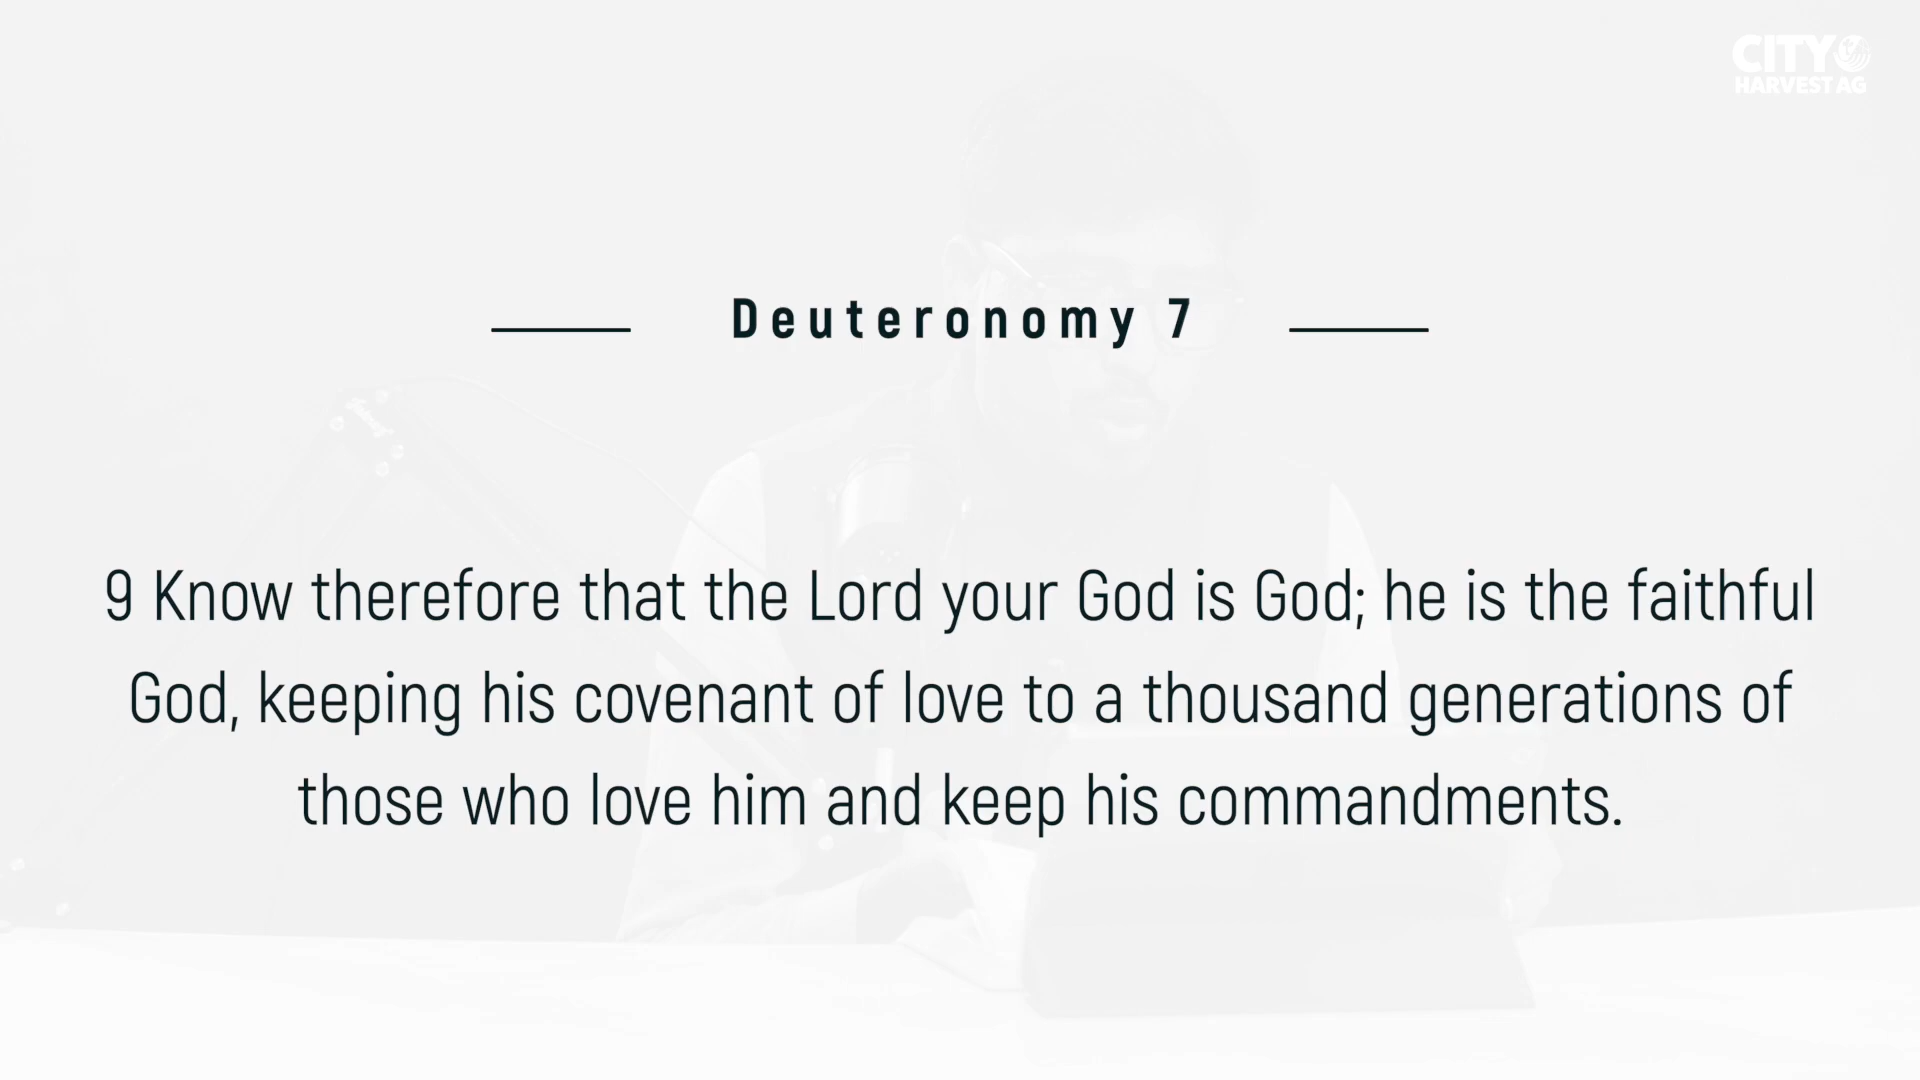 CITY
HARVEST AG
Deuteronomy 7
9 Know therefore that the Lord your God is God; he is the faithful
God, keeping his covenant of love to a thousand generations of
those who love him and keep his commandments.